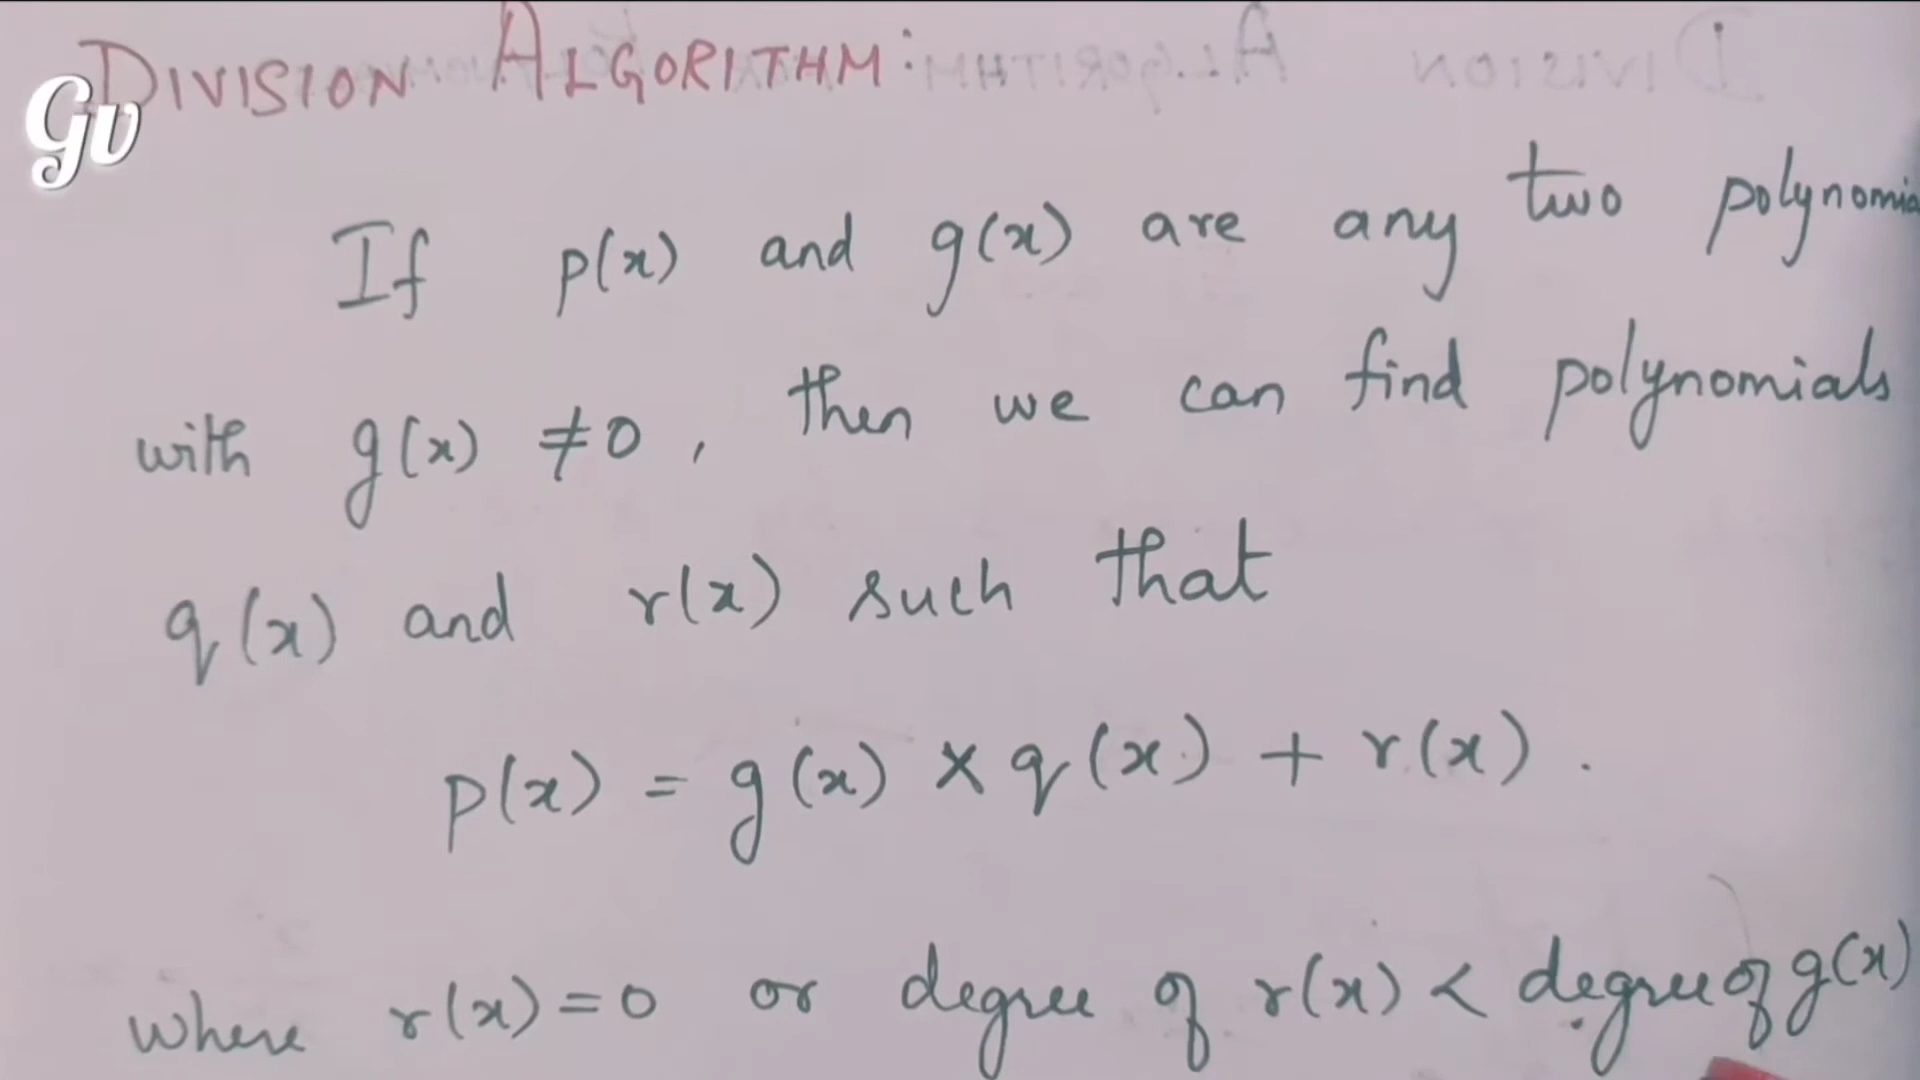 DIVISION ALGORITHM:
GV
If p(x) and g(x) are any two polynomia
with g(x) ≠ 0, then we can find polynomials
q(x) and r(x) such that
p(x) = g(x) × q(x) + r(x).
where r(x) = 0 or degree of r(x) < degree of g(x)